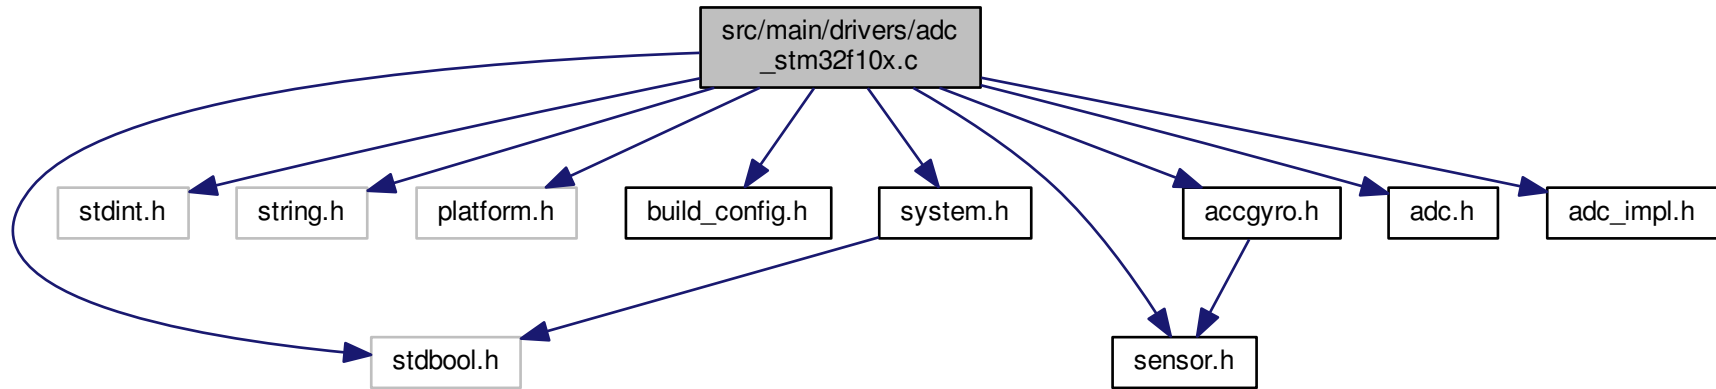 src/main/drivers/adc
_stm32f10x.c
stdint.h
string.h
platform.h
build_config.h
system.h
accgyro.h
adc.h
adc_impl.h
stdbool.h
sensor.h